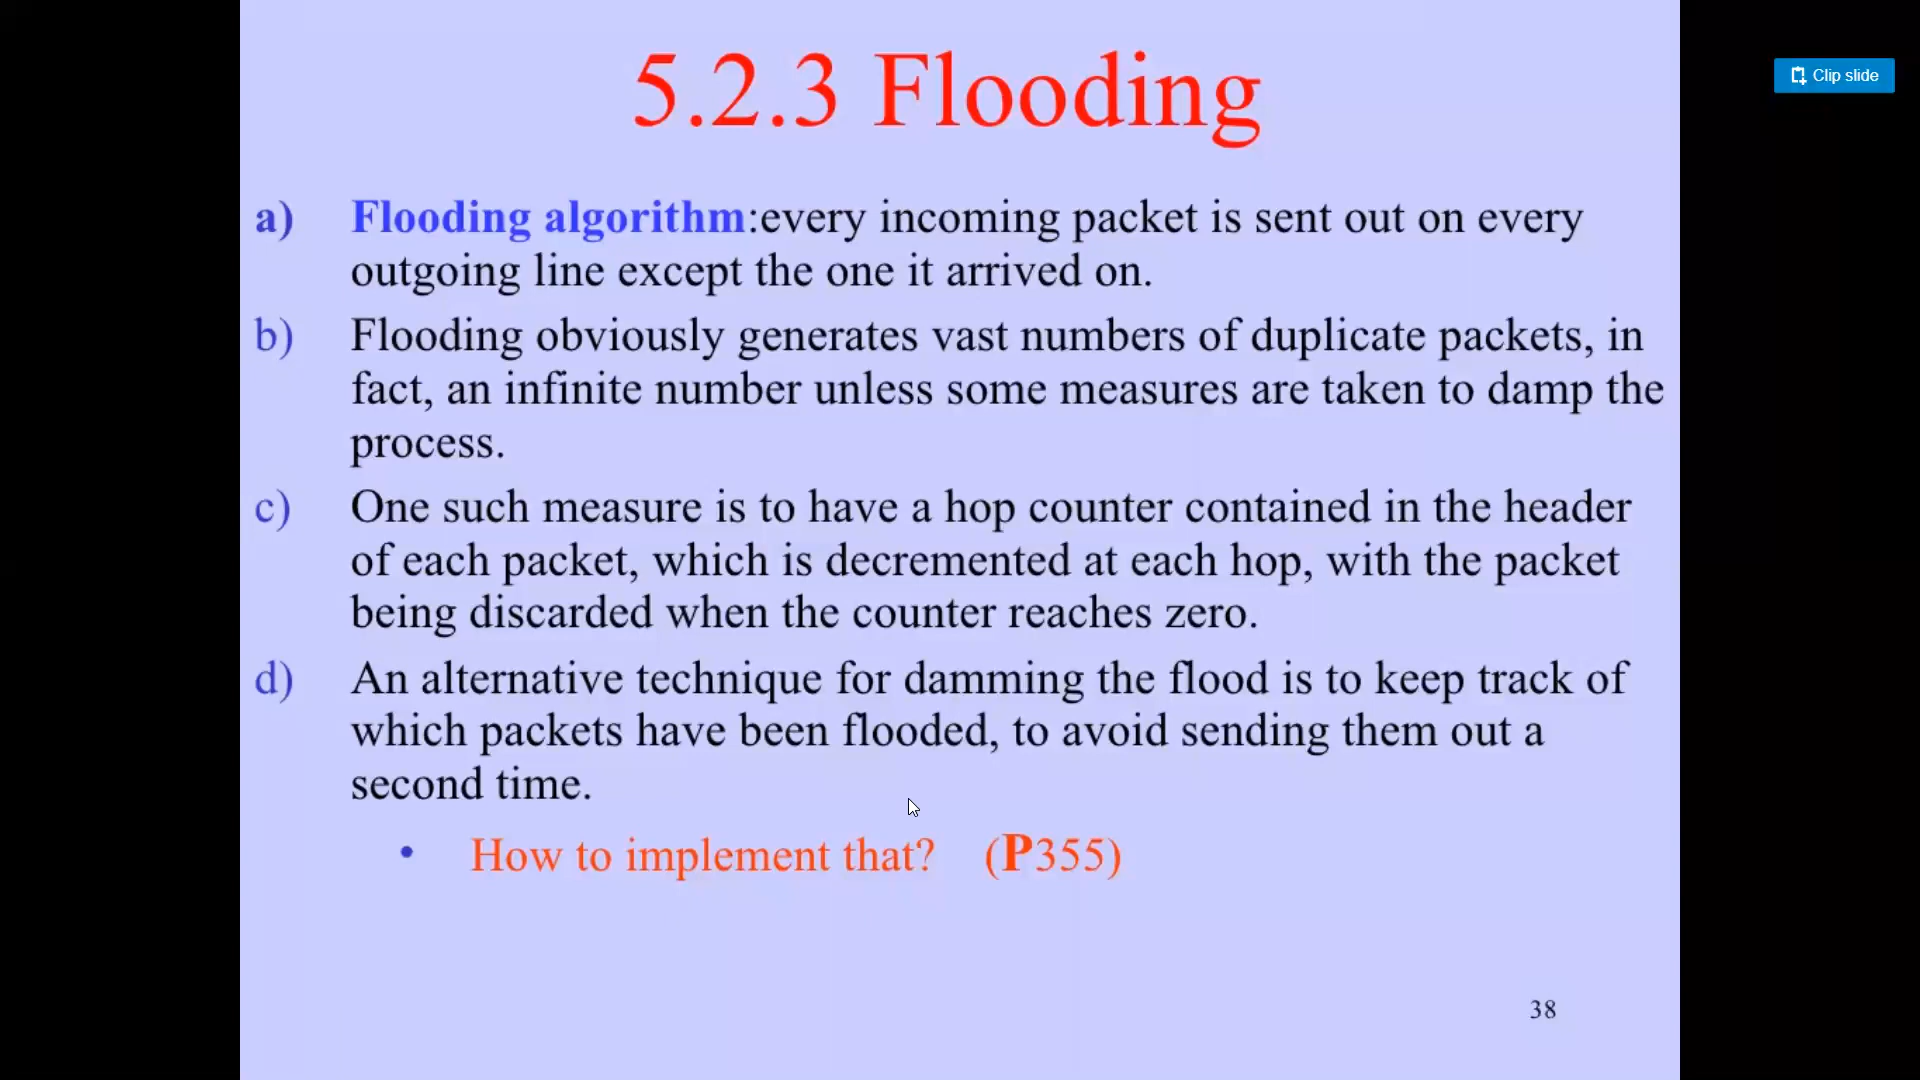 5.2.3 Flooding
Clip slide
a) Flooding algorithm:every incoming packet is sent out on every
outgoing line except the one it arrived on.
b) Flooding obviously generates vast numbers of duplicate packets, in
fact, an infinite number unless some measures are taken to damp the
process.
c) One such measure is to have a hop counter contained in the header
of each packet, which is decremented at each hop, with the packet
being discarded when the counter reaches zero.
d) An alternative technique for damming the flood is to keep track of
which packets have been flooded, to avoid sending them out a
second time.
• How to implement that? (P355)
38